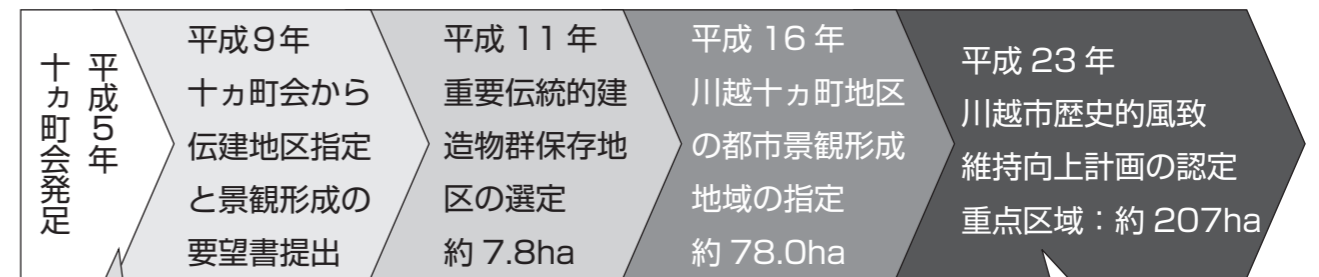 平成5年
十ヵ町会発足
平成9年
十ヵ町会から
伝建地区指定
と景観形成の
要望書提出
平成 11 年
重要伝統的建
造物群保存地
区の選定
約 7.8ha
平成 16 年
川越十ヵ町地区
の都市景観形成
地域の指定
約 78.0ha
平成 23 年
川越市歴史的風致
維持向上計画の認定
重点区域：約 207ha